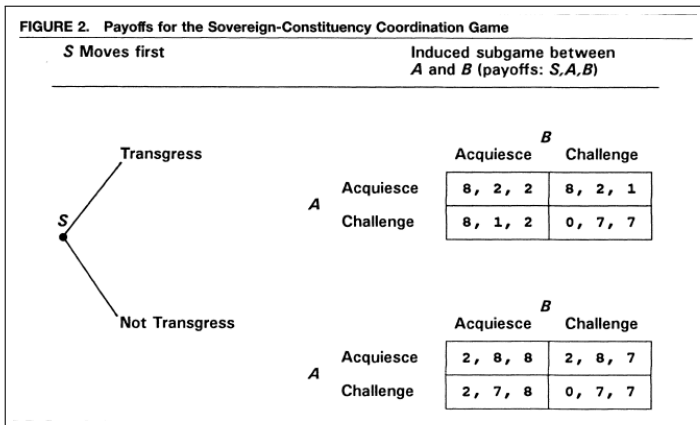 FIGURE 2. Payoffs for the Sovereign-Constituency Coordination Game
S Moves first
Induced subgame between
A and B (payoffs: S,A,B)
B
Transgress
Acquiesce Challenge
Acquiesce 8, 2, 2 8, 2, 1
A
S
Challenge 8, 1, 2 0, 7, 7
B
Not Transgress
Acquiesce Challenge
Acquiesce 2, 8, 8 2, 8, 7
A
Challenge 2, 7, 8 0, 7, 7